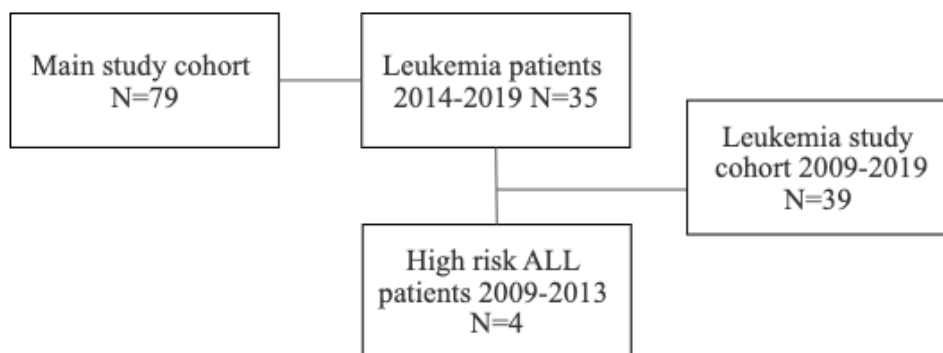 Main study cohort
N=79
Leukemia patients
2014-2019 N=35
Leukemia study
cohort 2009-2019
N=39
High risk ALL
patients 2009-2013
N=4